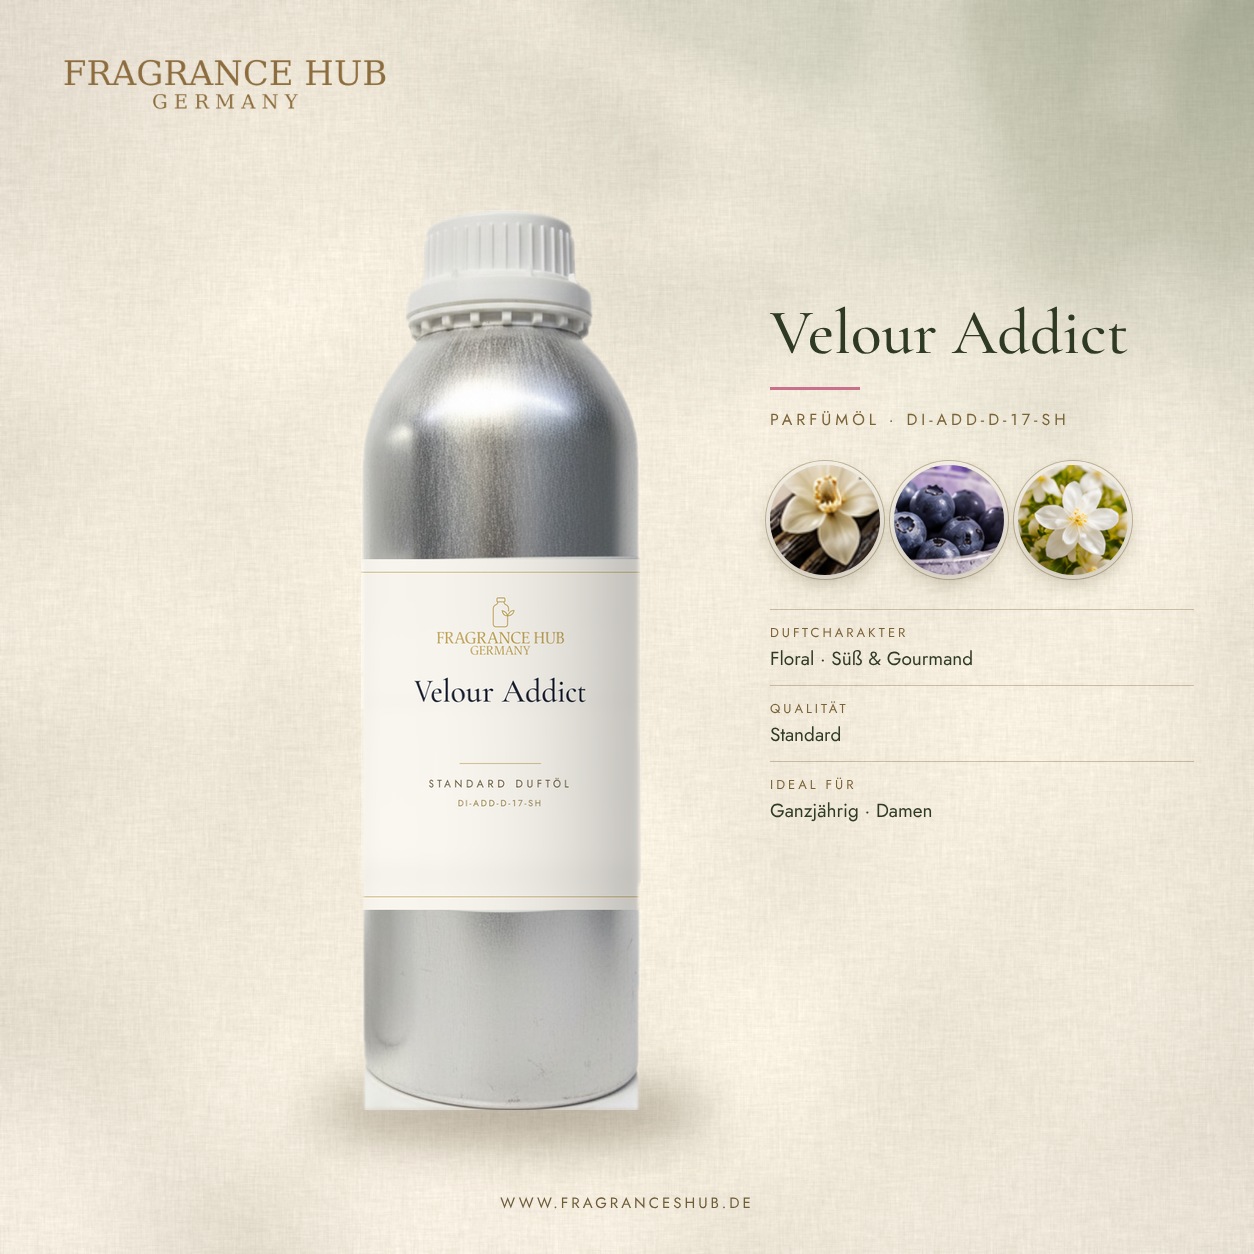 FRAGRANCE HUB
GERMANY
Velour Addict
PARFÜMÖL · DI-ADD-D-17-SH
DUFTCHARAKTER
Floral · Süß & Gourmand
QUALITÄT
Standard
IDEAL FÜR
Ganzjährig · Damen
FRAGRANCE HUB
GERMANY
Velour Addict
STANDARD DUFTÖL
DI-ADD-D-17-SH
WWW.FRAGRANCESHUB.DE